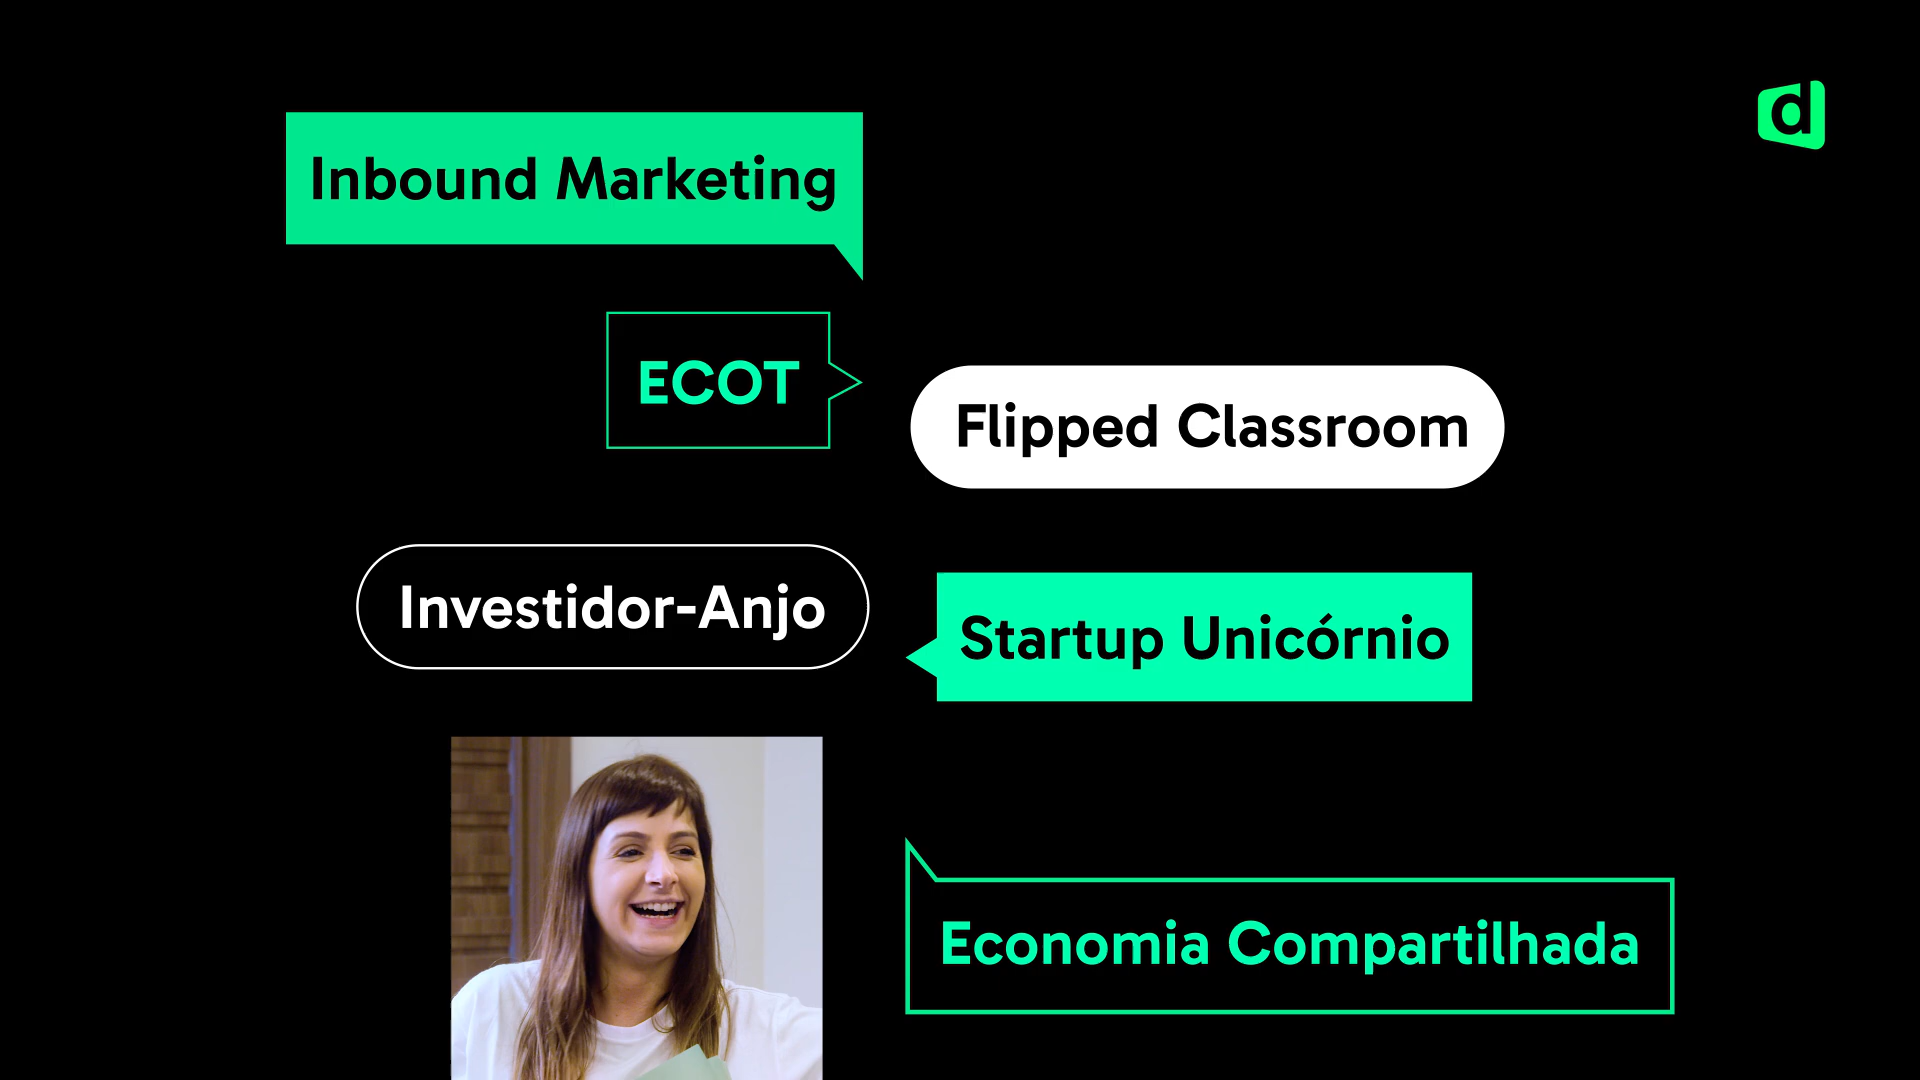 d
Inbound Marketing
ECOT
Flipped Classroom
Investidor-Anjo
Startup Unicórnio
Economia Compartilhada